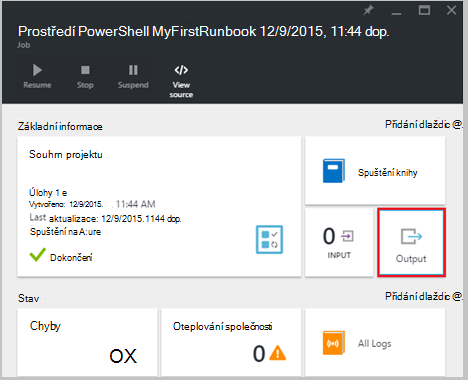 Prostředí PowerShell MyFirstRunbook 12/9/2015, 11:44 dop.
Job
Resume
Stop
Suspend
View source
Základní informace
Přidání dlaždic @.
Souhrn projektu
Úlohy 1 e
Vytvořeno: 12/9/2015. 11:44 AM
Last aktualizace: 12/9/2015.1144 dop.
Spuštění na A:ure
Dokončení
Spuštění knihy
0
INPUT
Output
Stav
Přidání dlaždic @.
Chyby
OX
Oteplování společnosti
0
All Logs